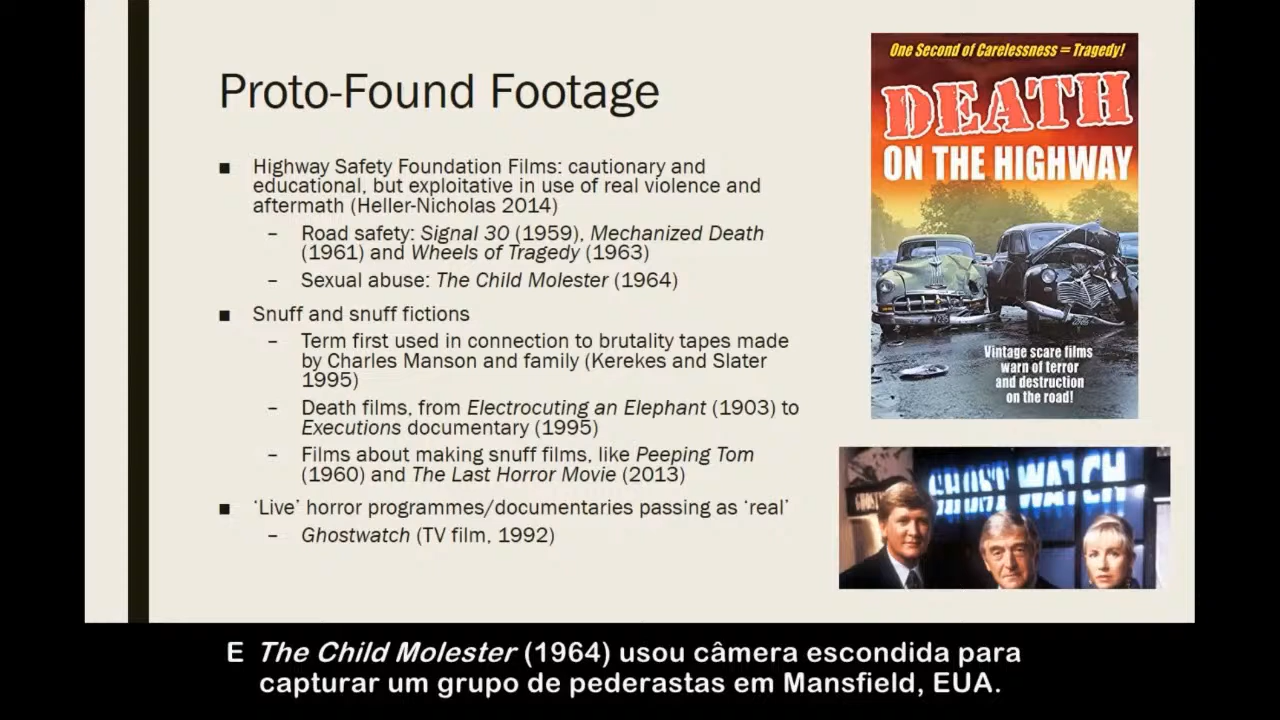 Proto-Found Footage
■ Highway Safety Foundation Films: cautionary and
educational, but exploitative in use of real violence and
aftermath (Heller-Nicholas 2014)
– Road safety: Signal 30 (1959), Mechanized Death
(1961) and Wheels of Tragedy (1963)
– Sexual abuse: The Child Molester (1964)
■ Snuff and snuff fictions
– Term first used in connection to brutality tapes made
by Charles Manson and family (Kerekes and Slater
1995)
– Death films, from Electrocuting an Elephant (1903) to
Executions documentary (1995)
– Films about making snuff films, like Peeping Tom
(1960) and The Last Horror Movie (2013)
■ ‘Live’ horror programmes/documentaries passing as ‘real’
– Ghostwatch (TV film, 1992)
One Second of Carelessness = Tragedy!
DEATH
ON THE HIGHWAY
Vintage scare films
warn of terror
and destruction
on the road!
GHOST WATCH
E The Child Molester (1964) usou câmera escondida para
capturar um grupo de pederastas em Mansfield, EUA.